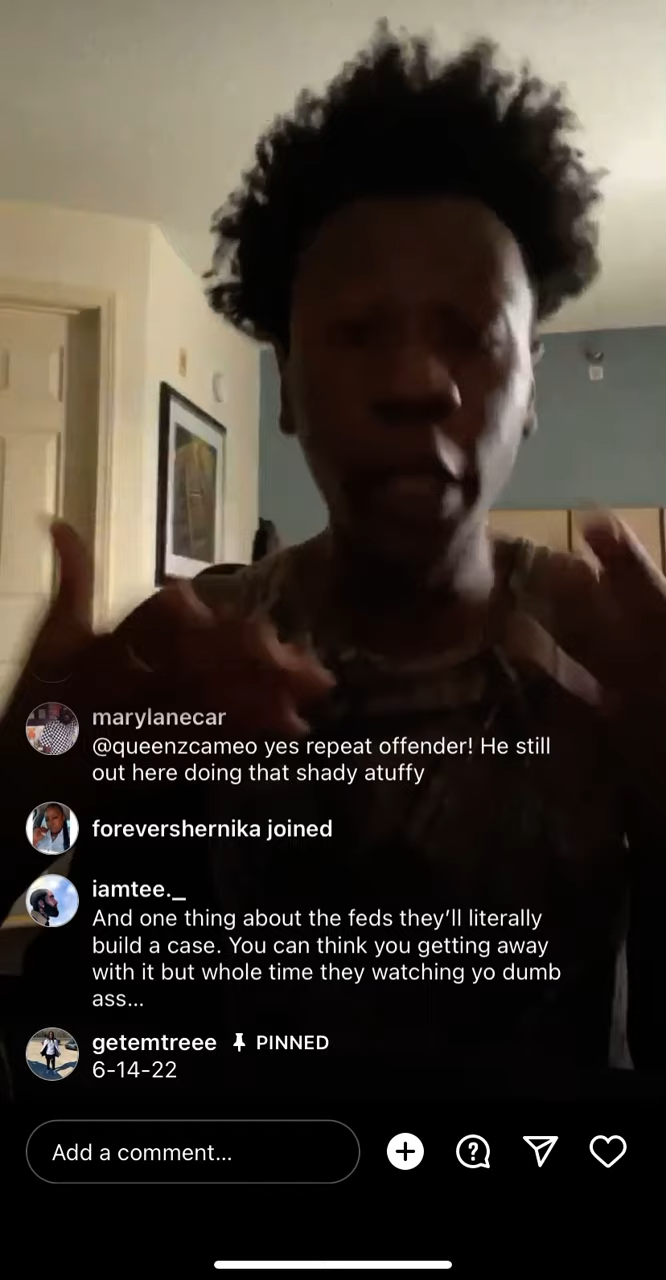 marylanecar
@queenzcameo yes repeat offender! He still
out here doing that shady atuffy
forevershernika joined
iamtee._
And one thing about the feds they’ll literally
build a case. You can think you getting away
with it but whole time they watching yo dumb
ass...
getemtreee PINNED
6-14-22
Add a comment...